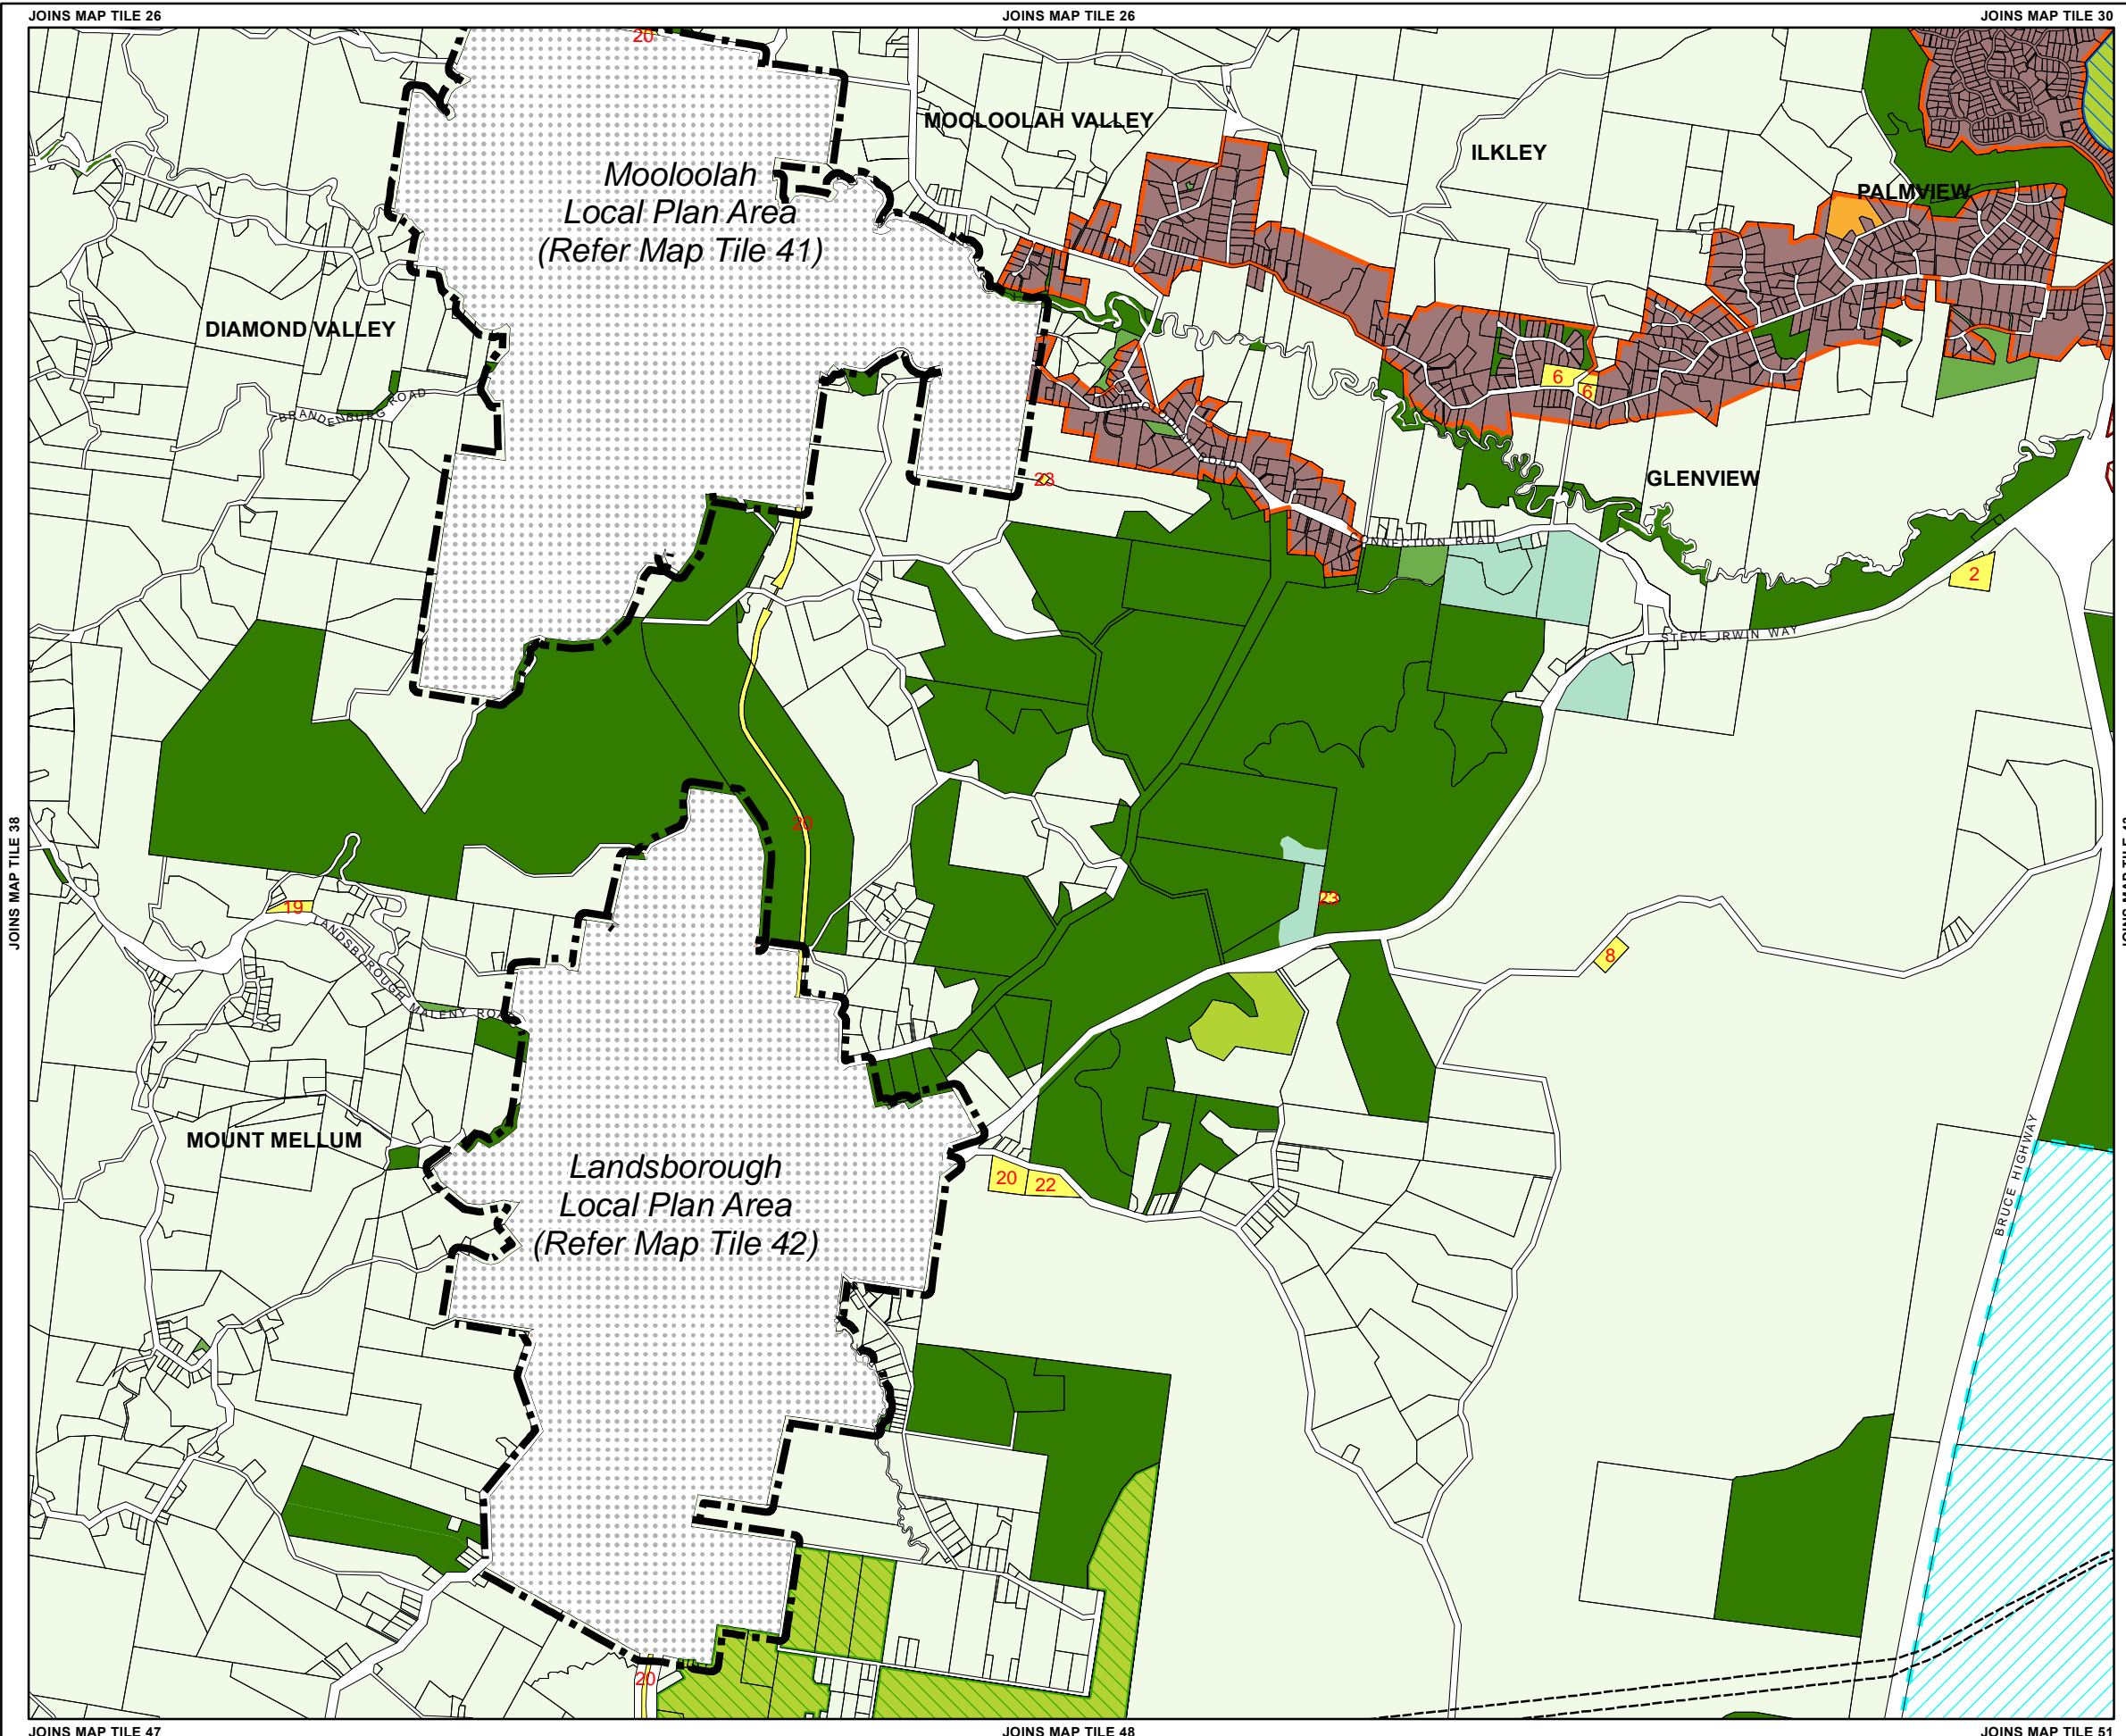 JOINS MAP TILE 26
JOINS MAP TILE 26
JOINS MAP TILE 30
20
MOOLOOLAH VALLEY
ILKLEY
PALMVIEW
Mooloolah
Local Plan Area
(Refer Map Tile 41)
DIAMOND VALLEY
BRANDENBURG ROAD
6
6
ROAD
23
GLENVIEW
CONNECTION ROAD
2
STEVE IRWIN WAY
20
JOINS MAP TILE 38
19
23
LANDSBOROUGH MALENY ROAD
8
MOUNT MELLUM
BRUCE HIGHWAY
Landsborough
Local Plan Area
(Refer Map Tile 42)
20
22
20
JOINS MAP TILE 47
JOINS MAP TILE 48
JOINS MAP TILE 51